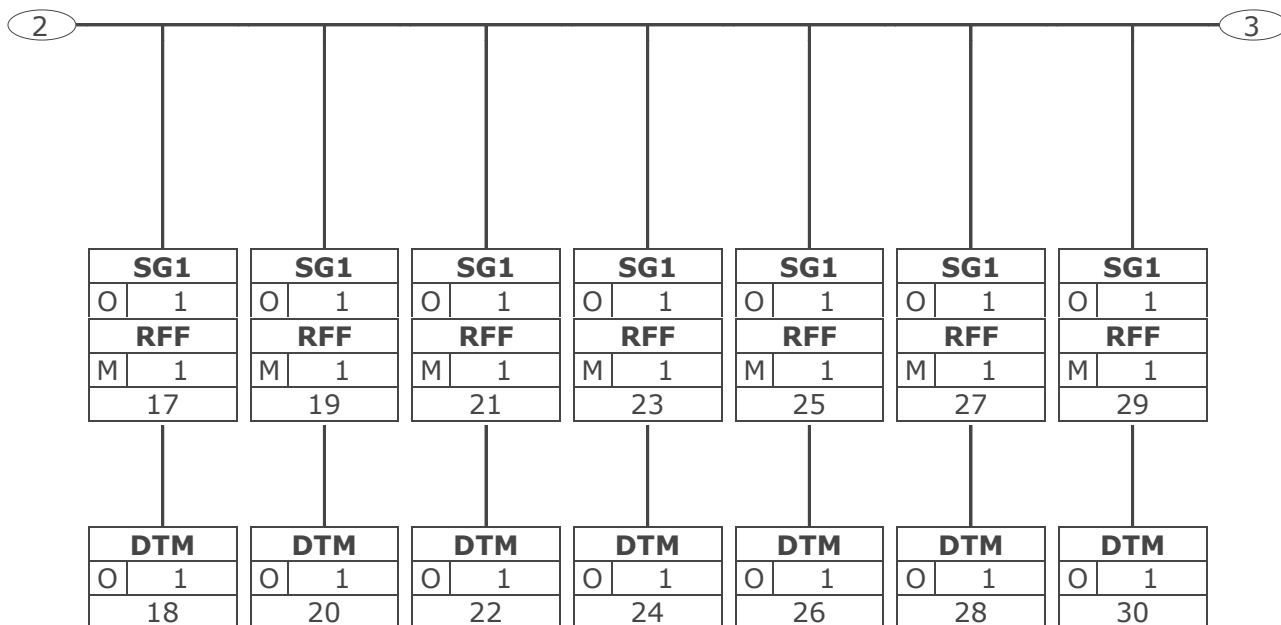 2 3
SG1 SG1 SG1 SG1 SG1 SG1 SG1
O 1 O 1 O 1 O 1 O 1 O 1 O 1
RFF RFF RFF RFF RFF RFF RFF
M 1 M 1 M 1 M 1 M 1 M 1 M 1
17 19 21 23 25 27 29
DTM DTM DTM DTM DTM DTM DTM
O 1 O 1 O 1 O 1 O 1 O 1 O 1
18 20 22 24 26 28 30